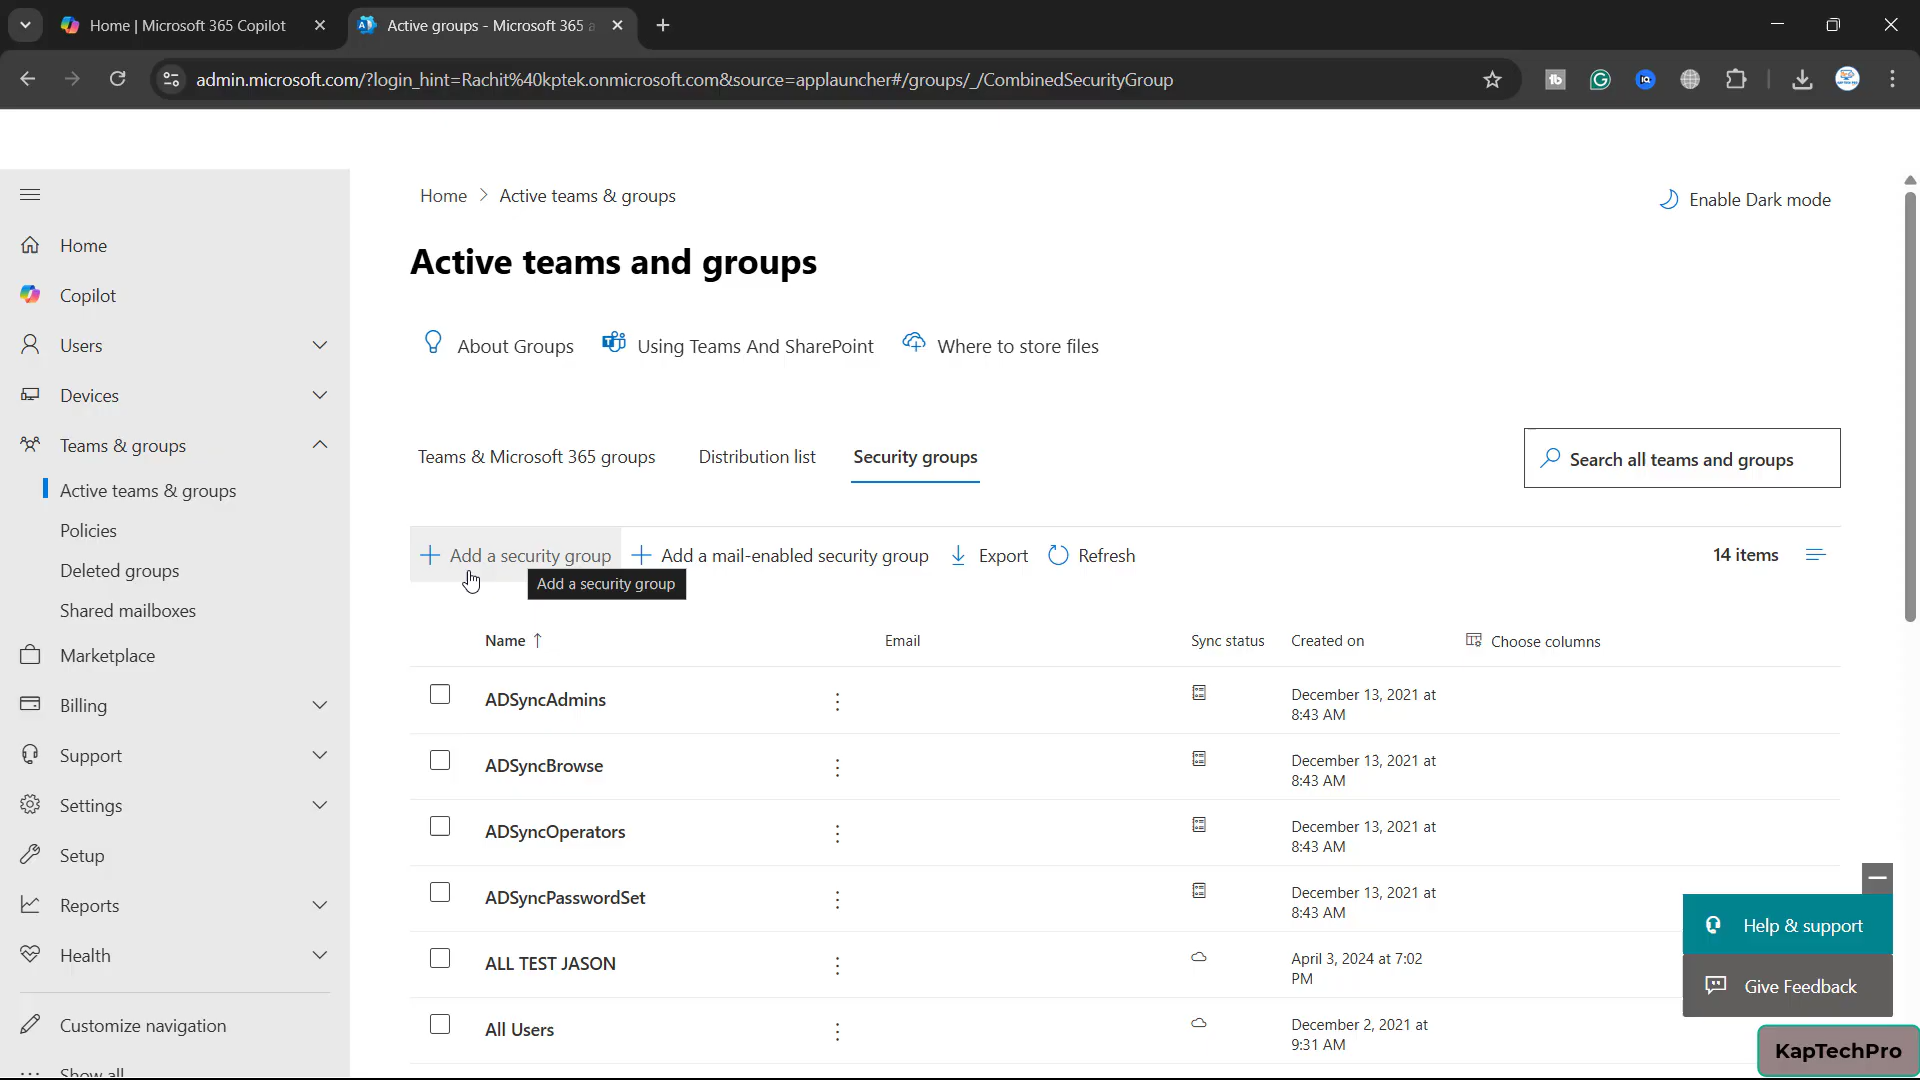 Home | Microsoft 365 Copilot
Active groups - Microsoft 365 a
admin.microsoft.com/?login_hint=Rachit%40kptek.onmicrosoft.com&source=applauncher#/groups/_/CombinedSecurityGroup
Home > Active teams & groups
Enable Dark mode
Home
Copilot
Users
Devices
Teams & groups
Active teams & groups
Policies
Deleted groups
Shared mailboxes
Marketplace
Billing
Support
Settings
Setup
Reports
Health
Customize navigation
Show all
Active teams and groups
About Groups
Using Teams And SharePoint
Where to store files
Teams & Microsoft 365 groups
Distribution list
Security groups
Search all teams and groups
Add a security group
Add a mail-enabled security group
Export
Refresh
14 items
Add a security group
Name ↑
Email
Sync status
Created on
Choose columns
ADSyncAdmins
December 13, 2021 at
8:43 AM
ADSyncBrowse
December 13, 2021 at
8:43 AM
ADSyncOperators
December 13, 2021 at
8:43 AM
ADSyncPasswordSet
December 13, 2021 at
8:43 AM
ALL TEST JASON
April 3, 2024 at 7:02
PM
All Users
December 2, 2021 at
9:31 AM
Help & support
Give Feedback
KapTechPro